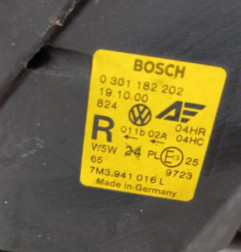 BOSCH
0 301 182 202
19 10.00
824
04HR
R 011b 02A 04HC
W5W 24 PL E13 25
65 9723
7M3.941 016 L
Made in Germany